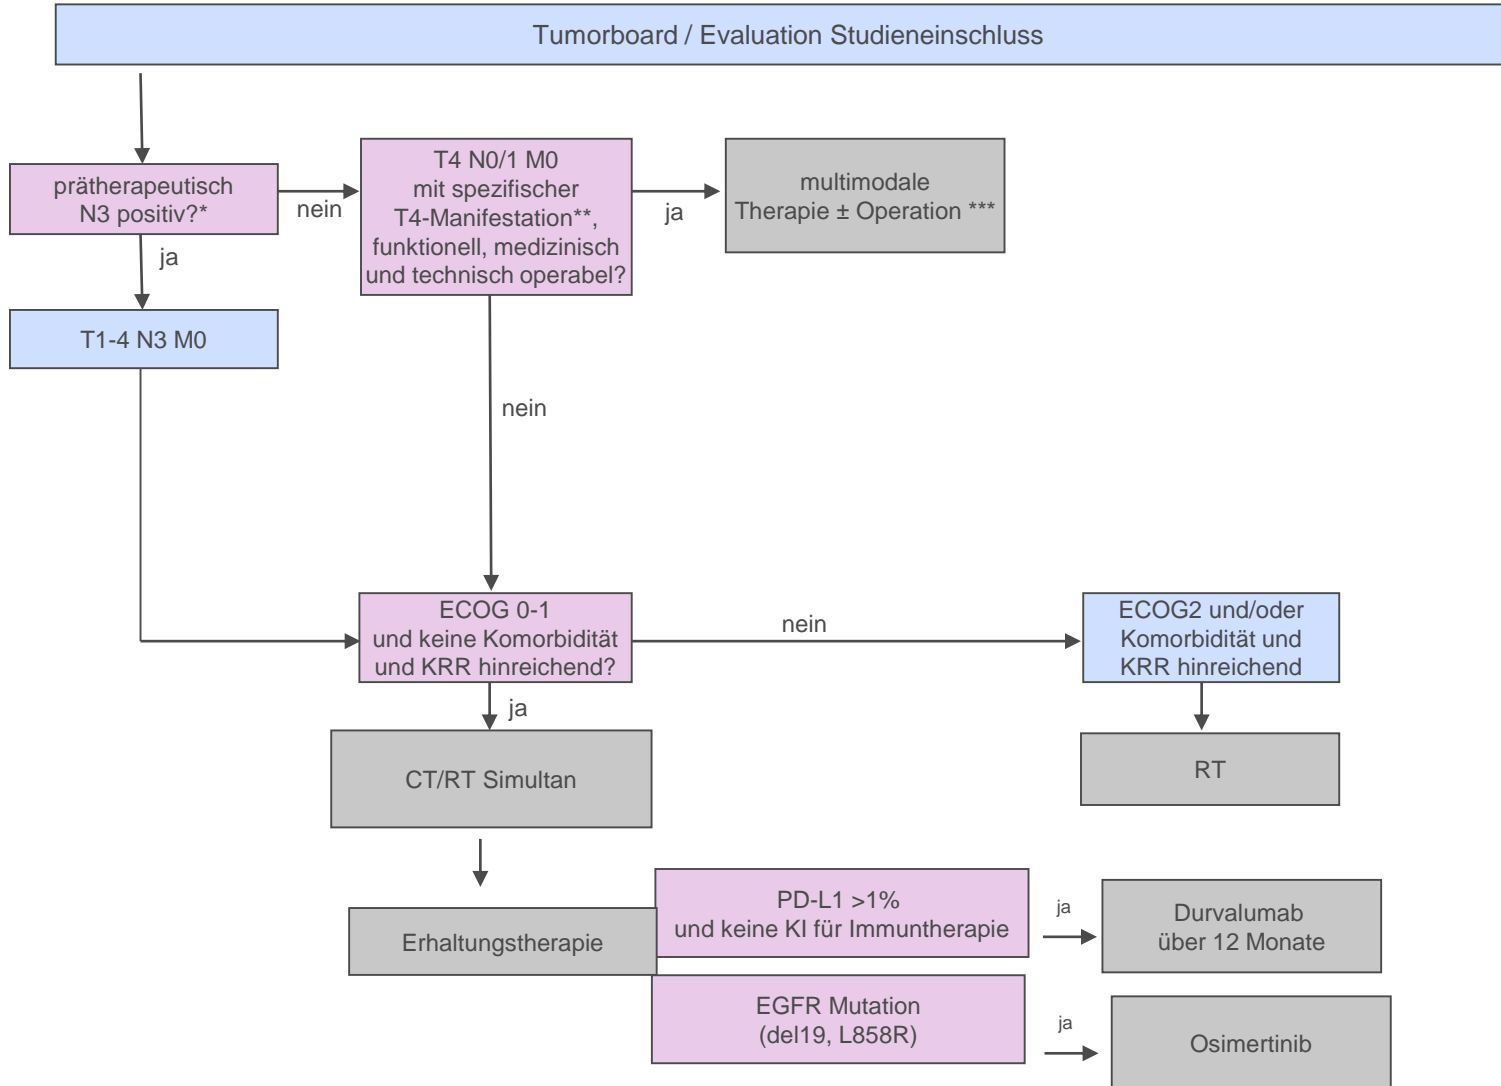 Tumorboard / Evaluation Studieneinschluss
prätherapeutisch
N3 positiv?*
nein
T4 N0/1 M0
mit spezifischer
T4-Manifestation**,
funktionell, medizinisch
und technisch operabel?
ja
multimodale
Therapie ± Operation ***
ja
T1-4 N3 M0
nein
ECOG 0-1
und keine Komorbidität
und KRR hinreichend?
nein
ECOG2 und/oder
Komorbidität und
KRR hinreichend
ja
CT/RT Simultan
RT
Erhaltungstherapie
PD-L1 >1%
und keine KI für Immuntherapie
ja
Durvalumab
über 12 Monate
EGFR Mutation
(del19, L858R)
ja
Osimertinib